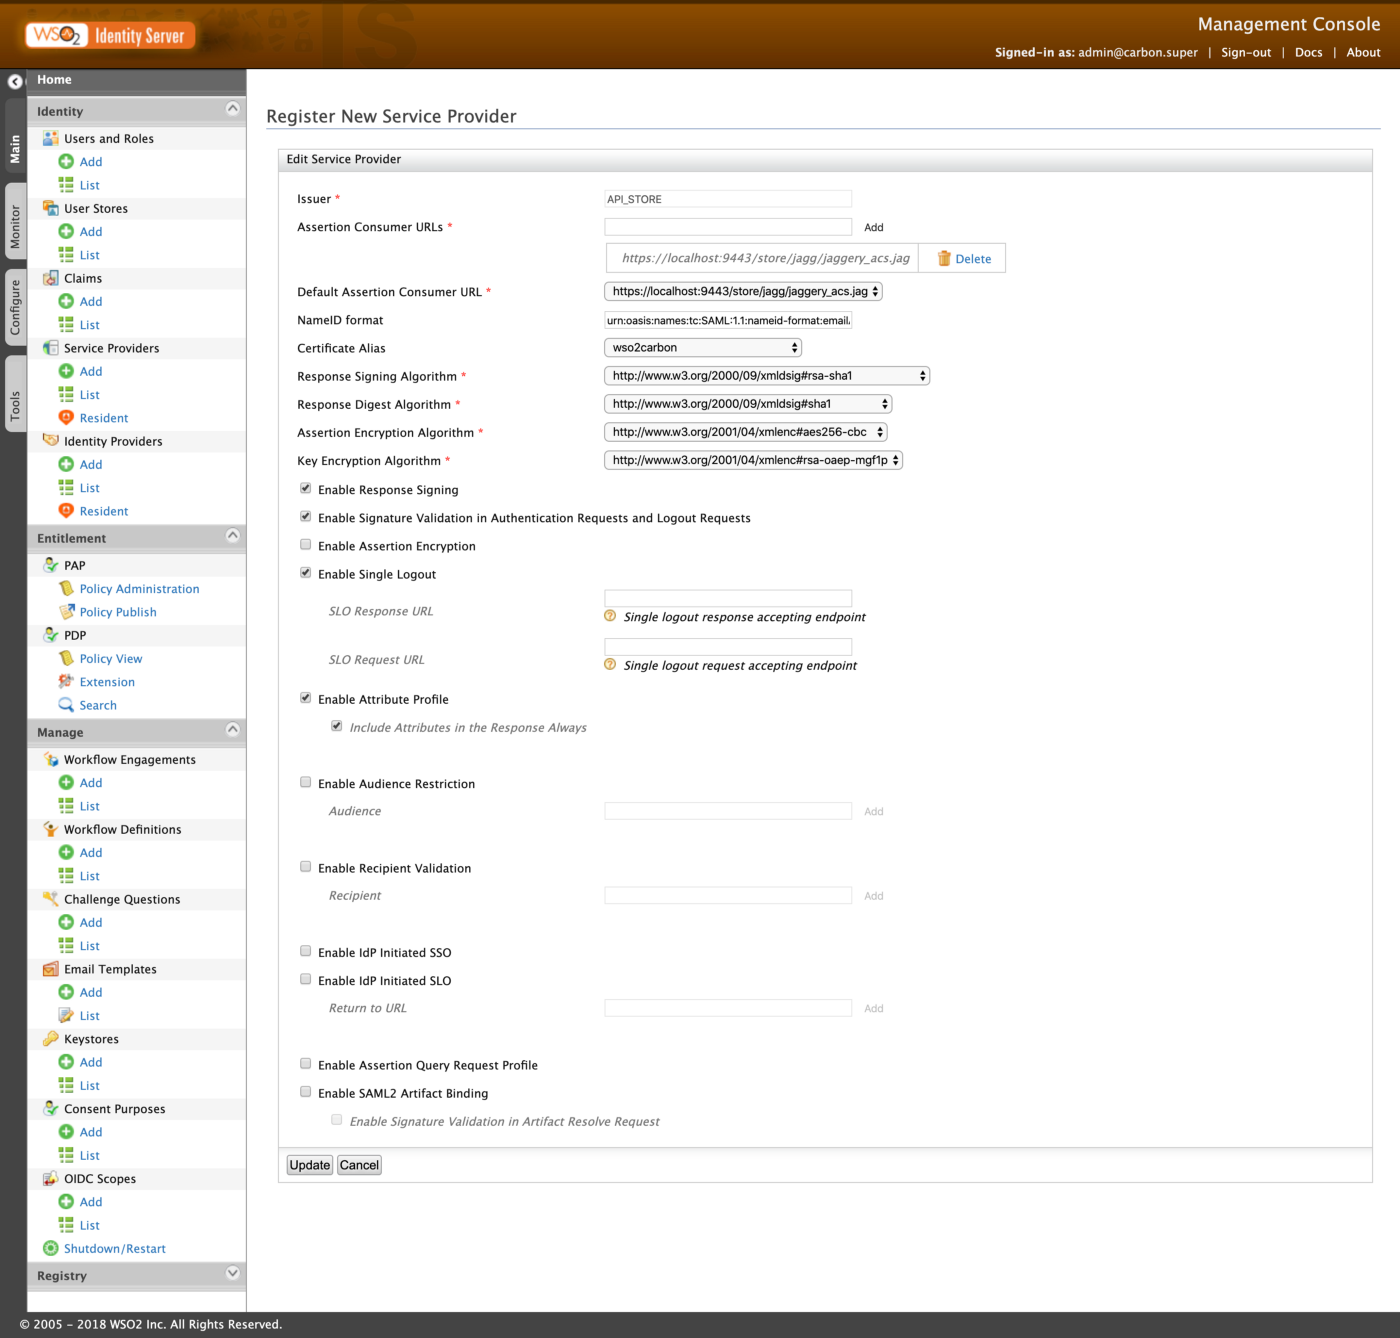 WSO2 Identity Server
Management Console
Signed-in as: admin@carbon.super | Sign-out | Docs | About
Main
Monitor
Configure
Tools
Home
Identity
Users and Roles
Add
List
User Stores
Add
List
Claims
Add
List
Service Providers
Add
List
Resident
Identity Providers
Add
List
Resident
Entitlement
PAP
Policy Administration
Policy Publish
PDP
Policy View
Extension
Search
Manage
Workflow Engagements
Add
List
Workflow Definitions
Add
List
Challenge Questions
Add
List
Email Templates
Add
List
Keystores
Add
List
Consent Purposes
Add
List
OIDC Scopes
Add
List
Shutdown/Restart
Registry
Register New Service Provider
Edit Service Provider
Issuer * API_STORE
Assertion Consumer URLs * Add
https://localhost:9443/store/jagg/jaggery_acs.jag Delete
Default Assertion Consumer URL * https://localhost:9443/store/jagg/jaggery_acs.jag
NameID format urn:oasis:names:tc:SAML:1.1:nameid-format:email
Certificate Alias wso2carbon
Response Signing Algorithm * http://www.w3.org/2000/09/xmldsig#rsa-sha1
Response Digest Algorithm * http://www.w3.org/2000/09/xmldsig#sha1
Assertion Encryption Algorithm * http://www.w3.org/2001/04/xmlenc#aes256-cbc
Key Encryption Algorithm * http://www.w3.org/2001/04/xmlenc#rsa-oaep-mgf1p
Enable Response Signing
Enable Signature Validation in Authentication Requests and Logout Requests
Enable Assertion Encryption
Enable Single Logout
SLO Response URL
Single logout response accepting endpoint
SLO Request URL
Single logout request accepting endpoint
Enable Attribute Profile
Include Attributes in the Response Always
Enable Audience Restriction
Audience Add
Enable Recipient Validation
Recipient Add
Enable IdP Initiated SSO
Enable IdP Initiated SLO
Return to URL Add
Enable Assertion Query Request Profile
Enable SAML2 Artifact Binding
Enable Signature Validation in Artifact Resolve Request
Update Cancel
© 2005 - 2018 WSO2 Inc. All Rights Reserved.